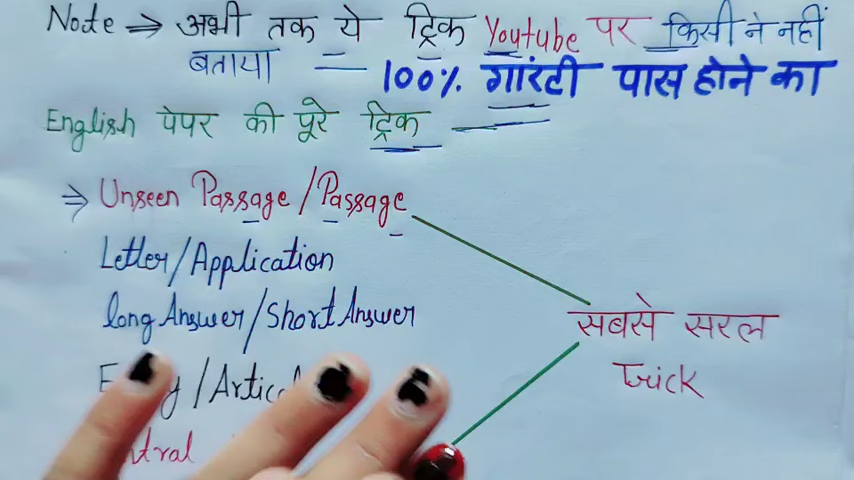 Note ⇒ अभी तक ये ट्रिक Youtube पर किसी ने नहीं
बताया
100% गारंटी पास होने का
English पेपर की पूरे ट्रिक
⇒ Unseen Passage / Passage
Letter/Application
long Answer/Short Answer
सबसे सरल
Trick